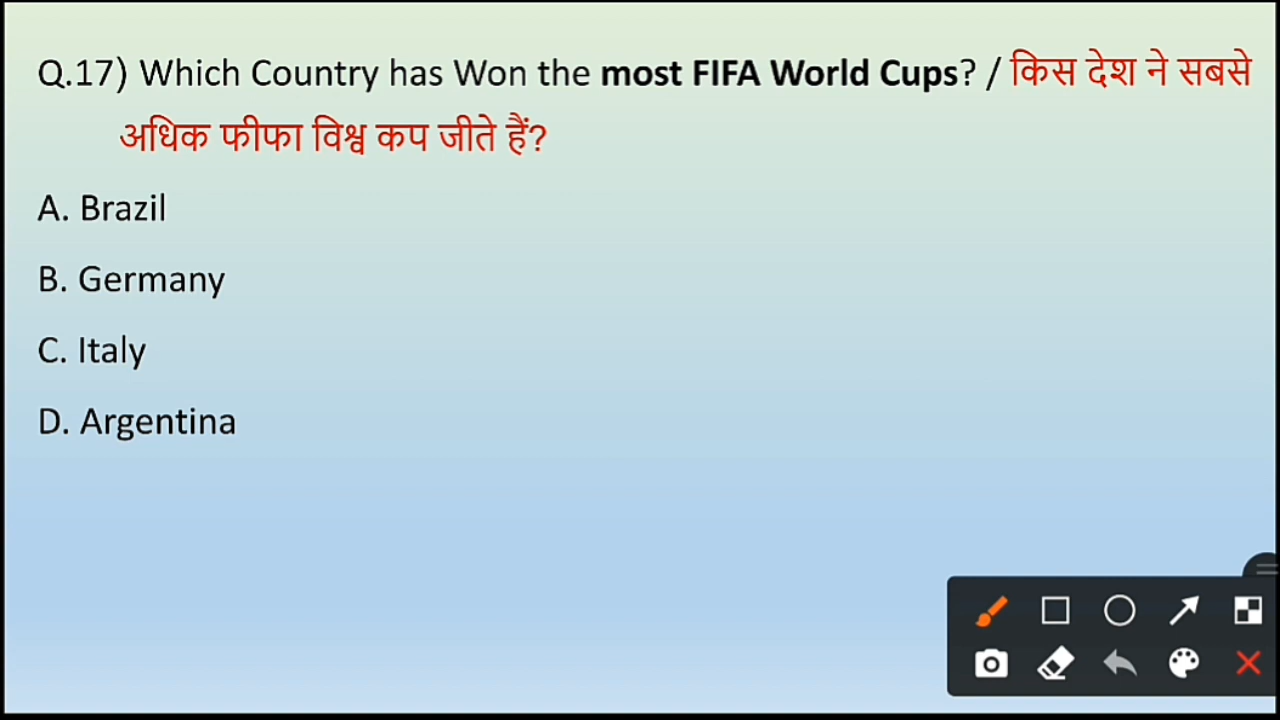 Q.17) Which Country has Won the most FIFA World Cups? / किस देश ने सबसे
अधिक फीफा विश्व कप जीते हैं?
A. Brazil
B. Germany
C. Italy
D. Argentina